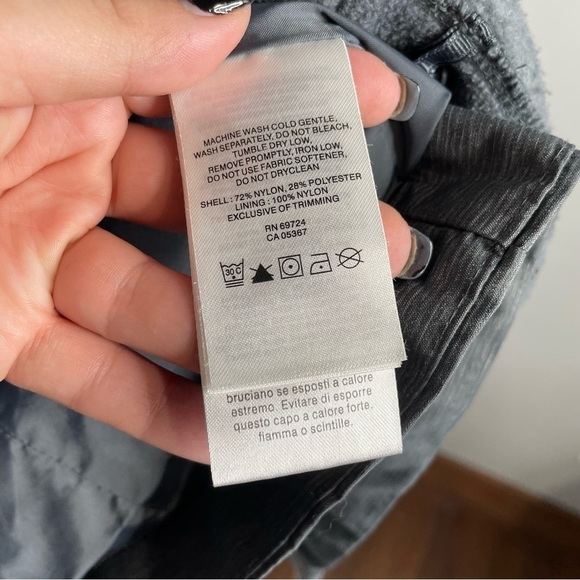 MACHINE WASH COLD GENTLE,
WASH SEPARATELY, DO NOT BLEACH,
TUMBLE DRY LOW,
REMOVE PROMPTLY, IRON LOW,
DO NOT USE FABRIC SOFTENER,
DO NOT DRYCLEAN
SHELL : 72% NYLON, 28% POLYESTER
LINING : 100% NYLON
EXCLUSIVE OF TRIMMING
RN 69724
CA 05367
30 C
bruciano se esposti a calore
estremo. Evitare di esporre
questo capo a calore forte,
fiamma o scintille.